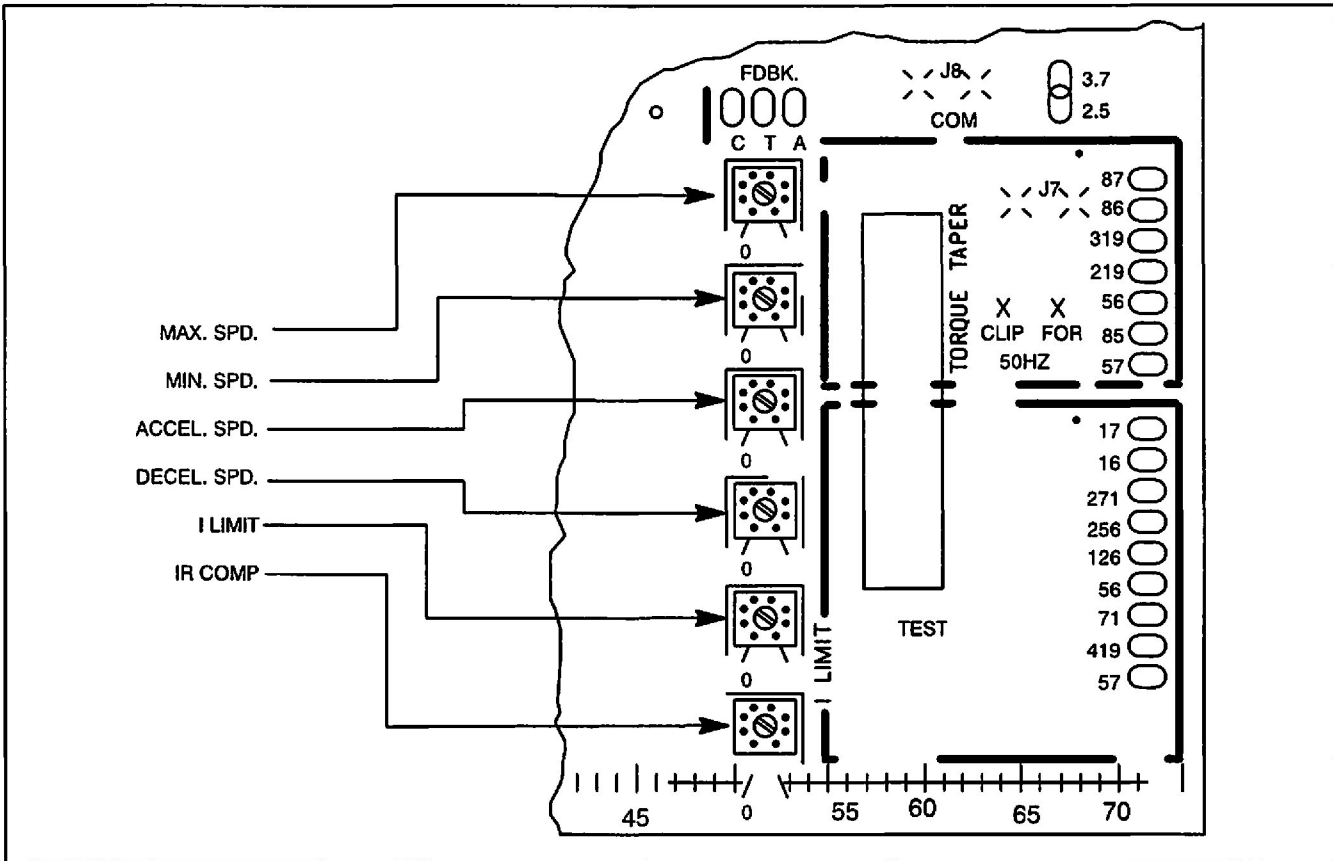 FDBK.
C T A
J8
COM
3.7
2.5
MAX. SPD.
MIN. SPD.
ACCEL. SPD.
DECEL. SPD.
I LIMIT
IR COMP
0
0
0
0
0
0
TORQUE TAPER
J7
X X
CLIP FOR
50HZ
87
86
319
219
56
85
57
I LIMIT
TEST
17
16
271
256
126
56
71
419
57
45
55
60
65
70